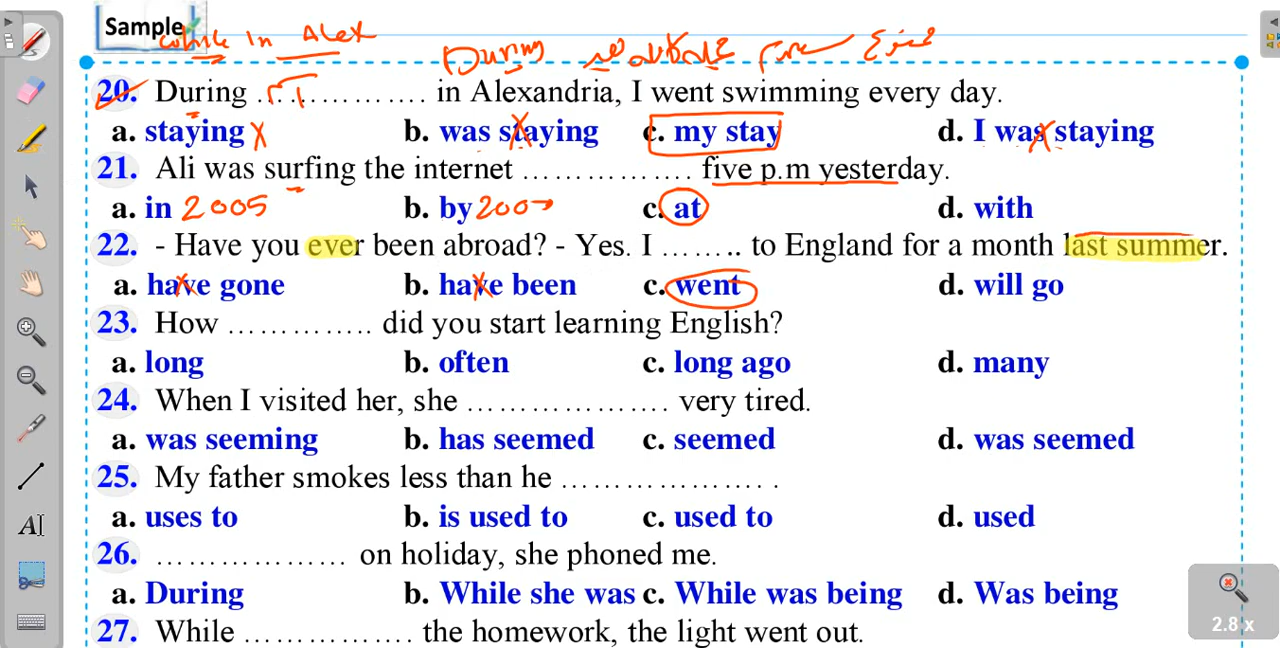 Sample
while in Alex
During
20. During ……………… in Alexandria, I went swimming every day.
a. staying b. was staying c. my stay d. I was staying
21. Ali was surfing the internet ……………… five p.m yesterday.
a. in 2005 b. by c. at d. with
22. - Have you ever been abroad? - Yes. I …….. to England for a month last summer.
a. have gone b. have been c. went d. will go
23. How ………….. did you start learning English?
a. long b. often c. long ago d. many
24. When I visited her, she ………………… very tired.
a. was seeming b. has seemed c. seemed d. was seemed
25. My father smokes less than he ………………… .
a. uses to b. is used to c. used to d. used
26. ……………… on holiday, she phoned me.
a. During b. While she was c. While was being d. Was being
27. While ……………… the homework, the light went out.
AI
2.8 x